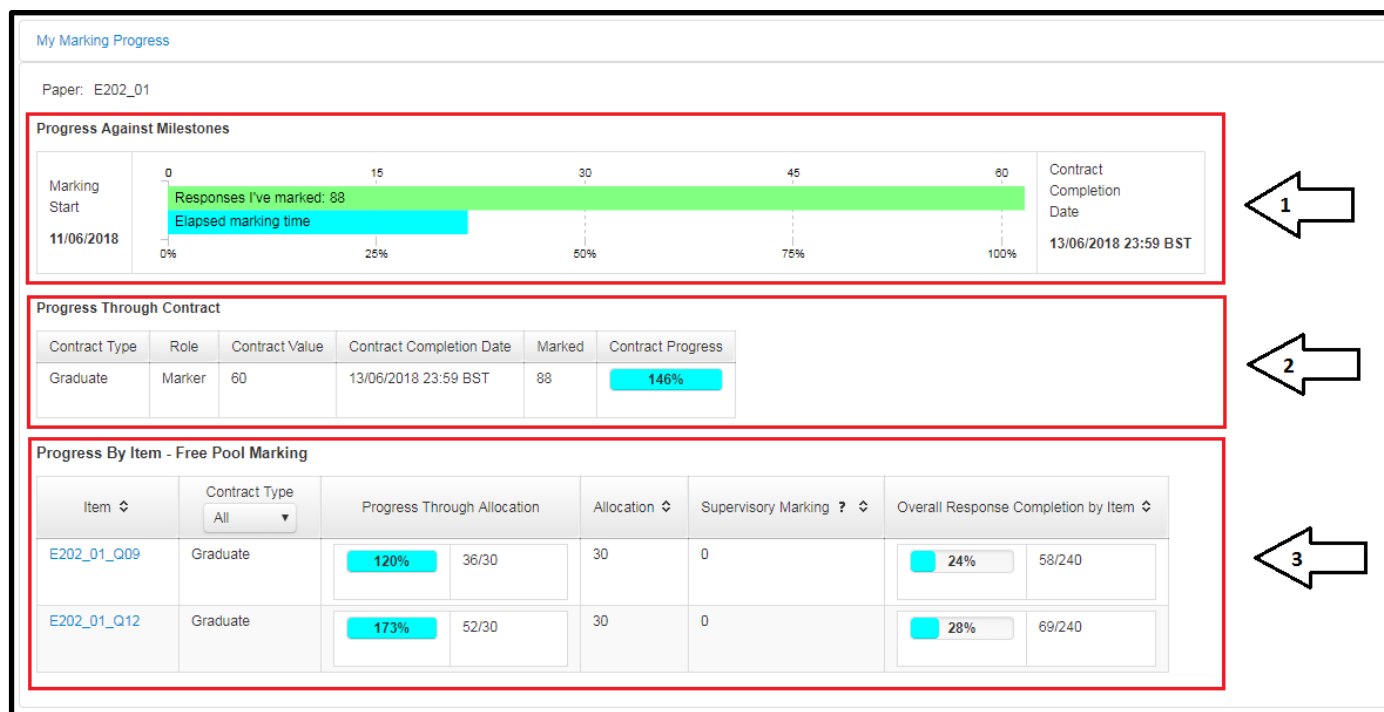 My Marking Progress
Paper: E202_01
Progress Against Milestones
Marking Start 11/06/2018
0 15 30 45 60
Responses I've marked: 88
Elapsed marking time
0% 25% 50% 75% 100%
Contract Completion Date
13/06/2018 23:59 BST
1
Progress Through Contract
Contract Type Role Contract Value Contract Completion Date Marked Contract Progress
Graduate Marker 60 13/06/2018 23:59 BST 88 146%
2
Progress By Item - Free Pool Marking
Item Contract Type All Progress Through Allocation Allocation Supervisory Marking ? Overall Response Completion by Item
E202_01_Q09 Graduate 120% 36/30 30 0 24% 58/240
3
E202_01_Q12 Graduate 173% 52/30 30 0 28% 69/240